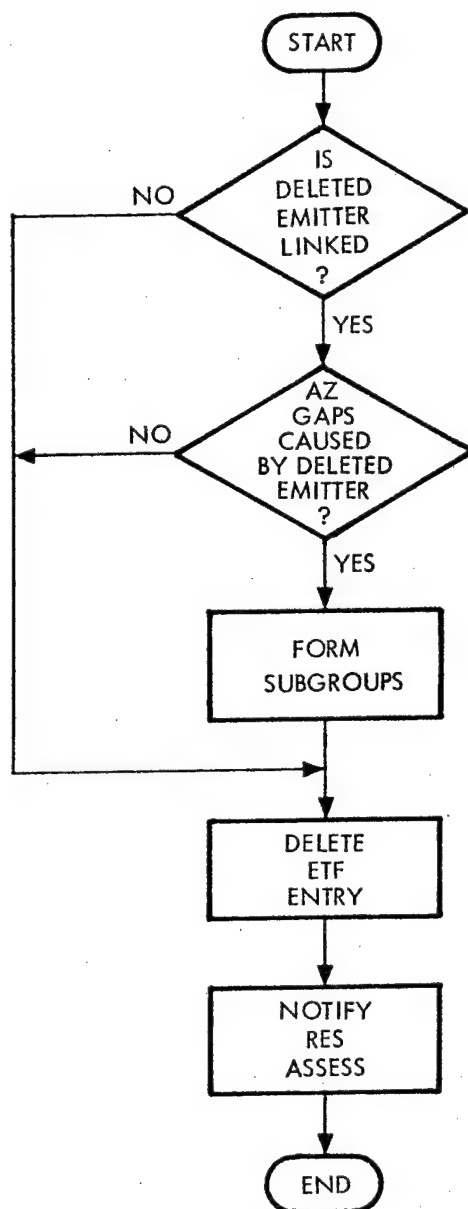 START
IS
DELETED
EMITTER
LINKED
?
NO
YES
AZ
GAPS
CAUSED
BY DELETED
EMITTER
?
NO
YES
FORM
SUBGROUPS
DELETE
ETF
ENTRY
NOTIFY
RES
ASSESS
END